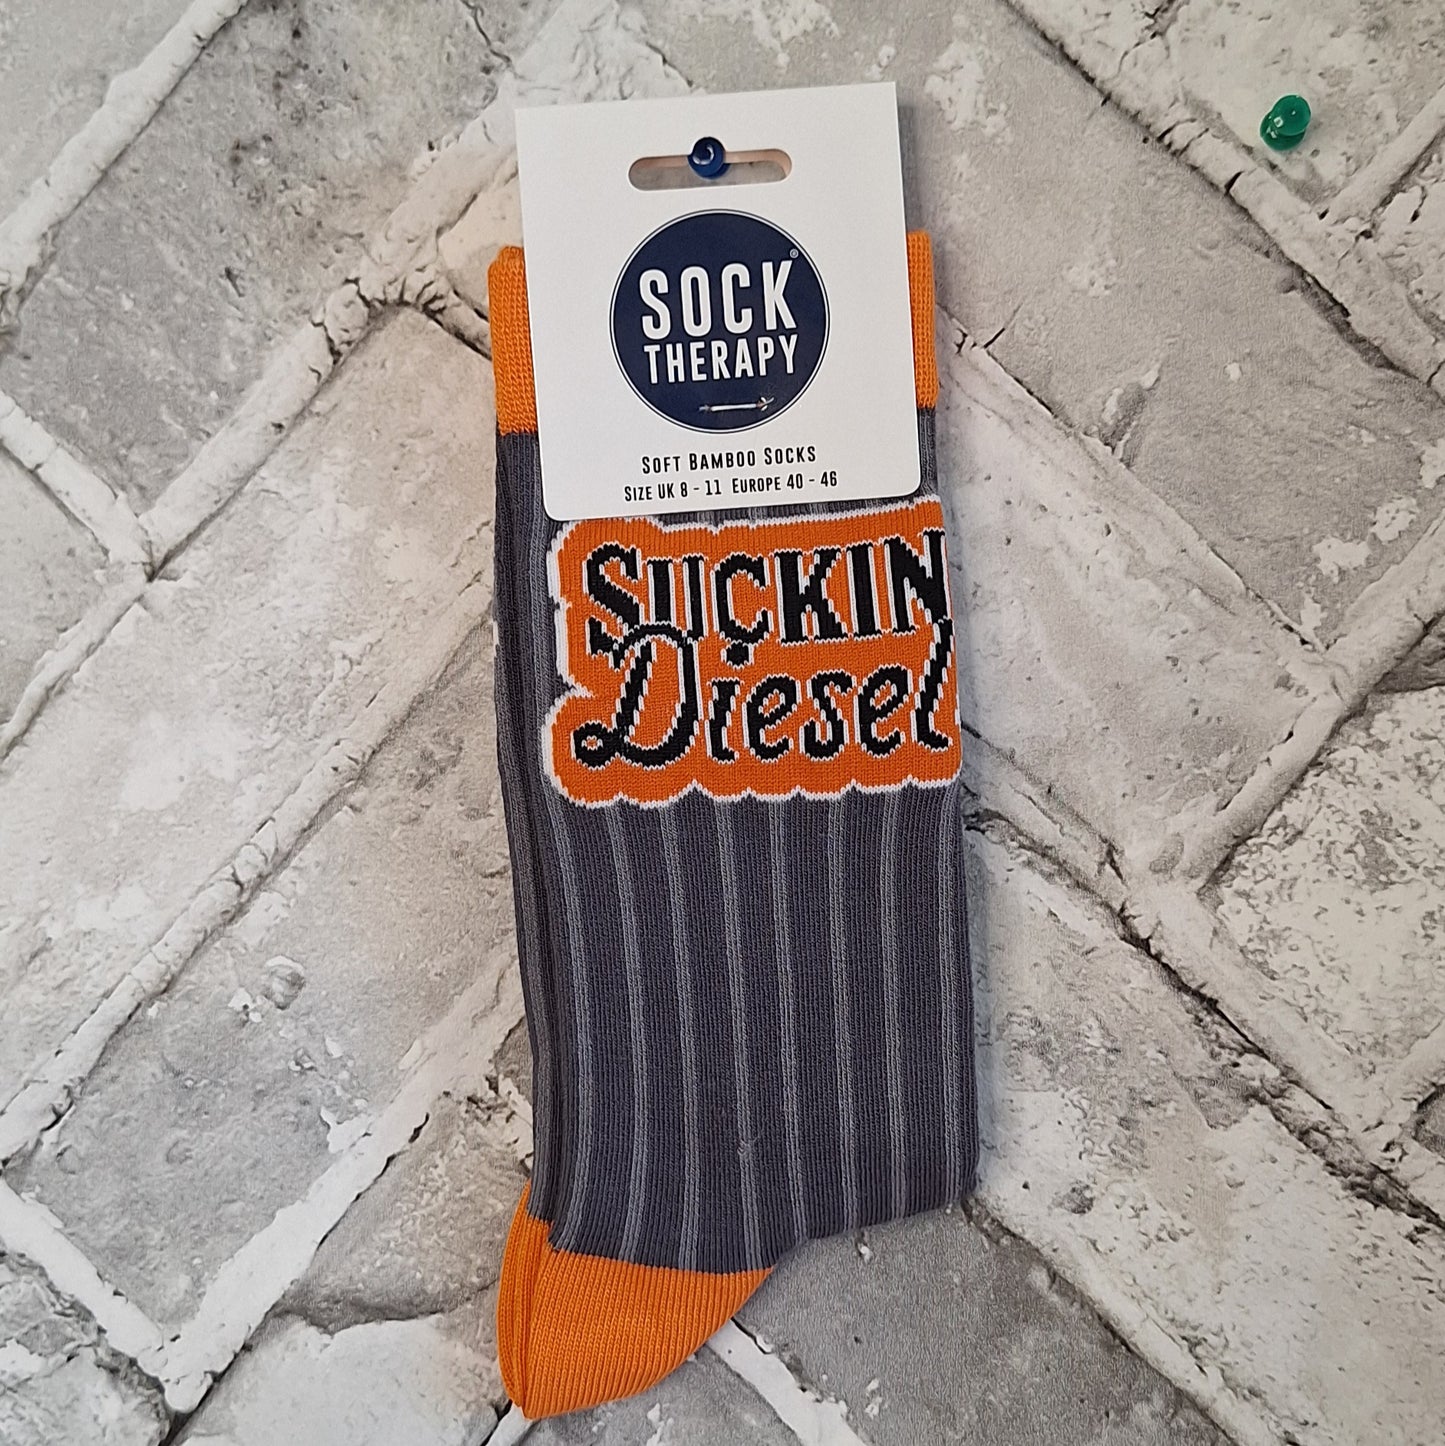 SOCK®
THERAPY
SOFT BAMBOO SOCKS
SIZE UK 8 - 11 EUROPE 40 - 46
SUCKIN
Diesel